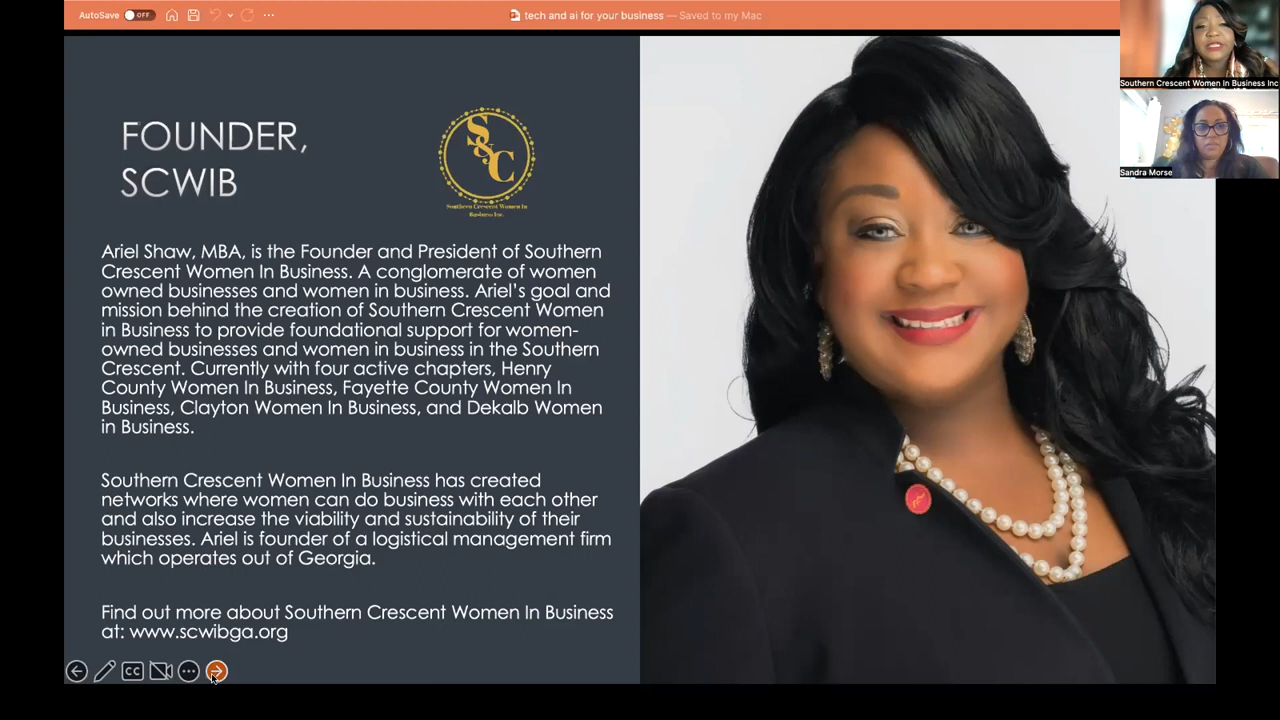 AutoSave OFF
tech and ai for your business — Saved to my Mac
Southern Crescent Women In Business Inc
Sandra Morse
FOUNDER,
SCWIB
S&C
Southern Crescent Women In
Business Inc.
Ariel Shaw, MBA, is the Founder and President of Southern
Crescent Women In Business. A conglomerate of women
owned businesses and women in business. Ariel's goal and
mission behind the creation of Southern Crescent Women
in Business to provide foundational support for women-
owned businesses and women in business in the Southern
Crescent. Currently with four active chapters, Henry
County Women In Business, Fayette County Women In
Business, Clayton Women In Business, and Dekalb Women
in Business.
Southern Crescent Women In Business has created
networks where women can do business with each other
and also increase the viability and sustainability of their
businesses. Ariel is founder of a logistical management firm
which operates out of Georgia.
Find out more about Southern Crescent Women In Business
at: www.scwibga.org
CC